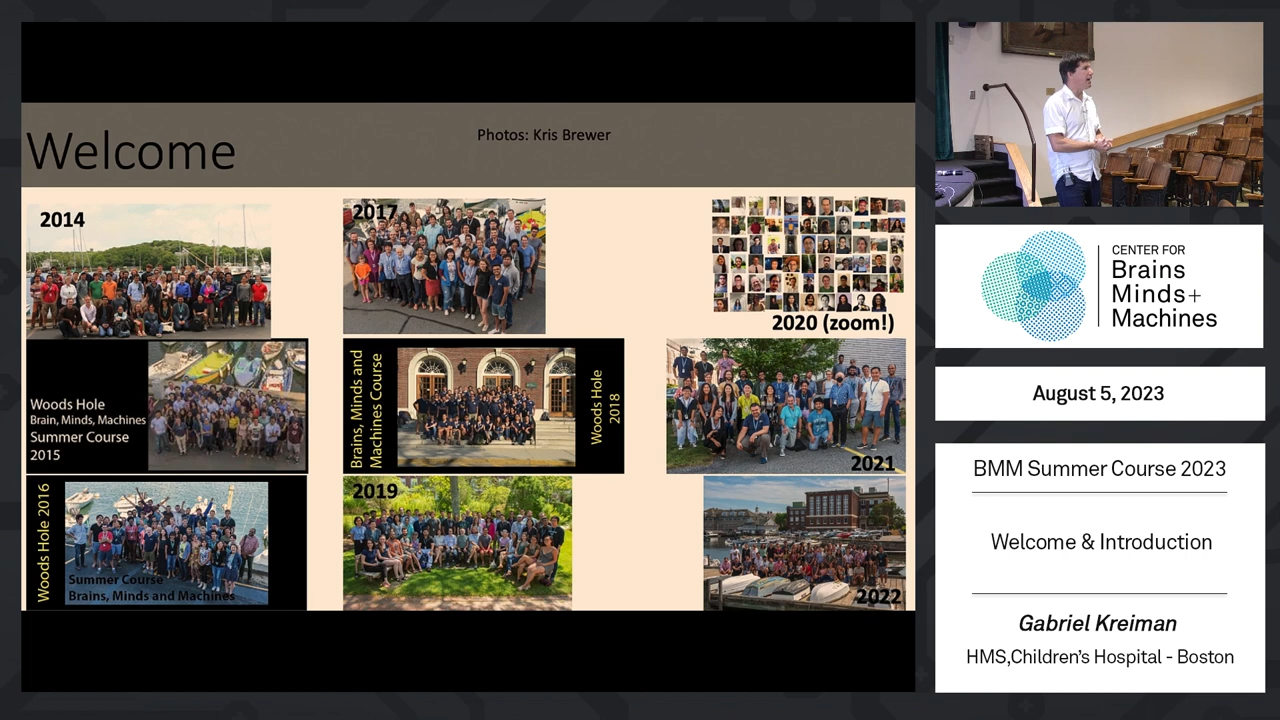 Welcome
Photos: Kris Brewer
2014
2017
2020 (zoom!)
Woods Hole
Brain, Minds, Machines
Summer Course
2015
Brains, Minds and
Machines Course
Woods Hole
2018
2021
Woods Hole 2016
Summer Course
Brains, Minds and Machines
2019
2022
CENTER FOR
Brains
Minds+
Machines
August 5, 2023
BMM Summer Course 2023
Welcome & Introduction
Gabriel Kreiman
HMS,Children's Hospital - Boston